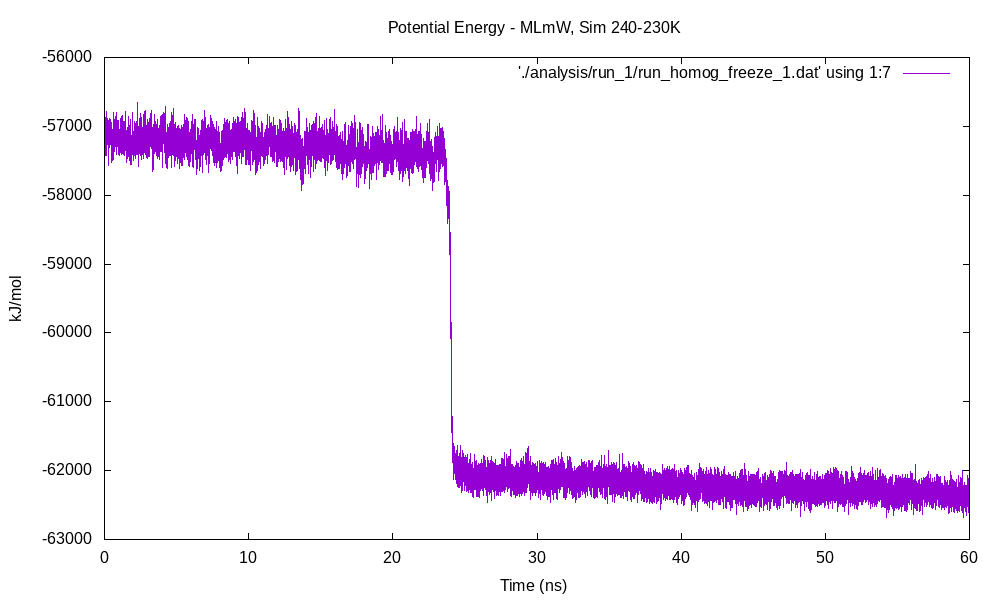 Potential Energy - MLmW, Sim 240-230K
'./analysis/run_1/run_homog_freeze_1.dat' using 1:7
-56000
-57000
-58000
-59000
-60000
-61000
-62000
-63000
kJ/mol
0 10 20 30 40 50 60
Time (ns)